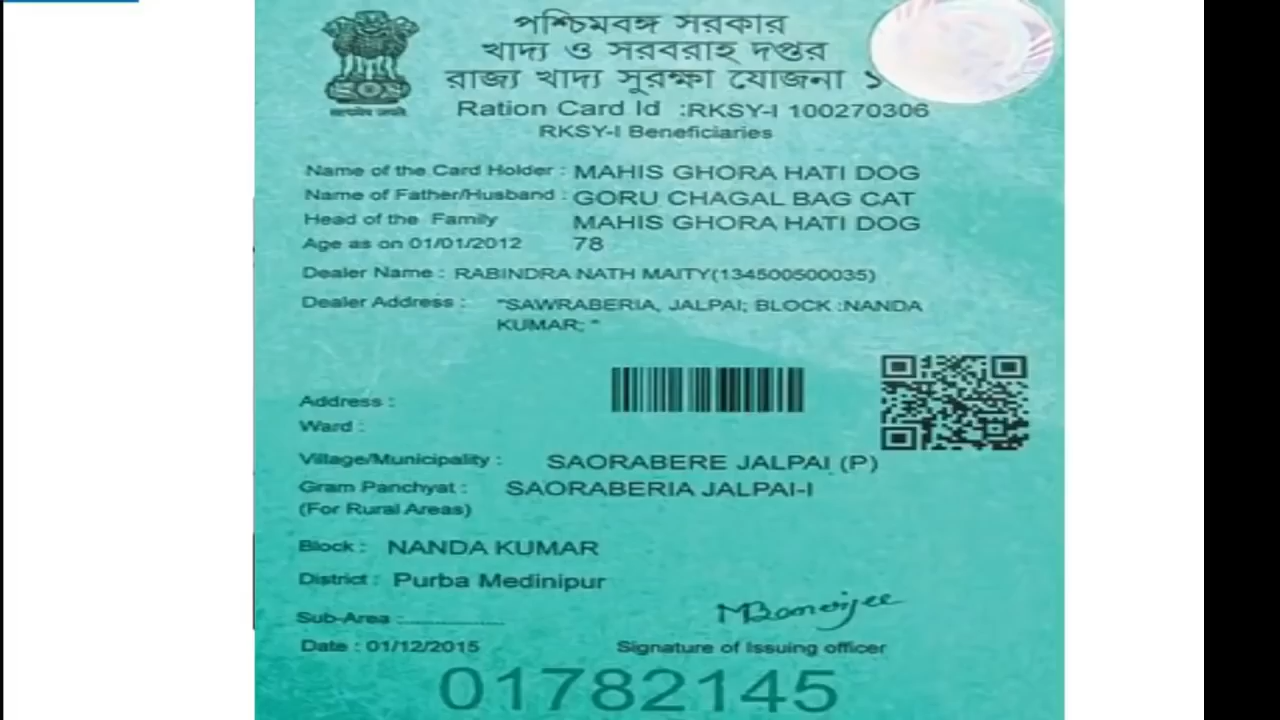 পশ্চিমবঙ্গ সরকার
খাদ্য ও সরবরাহ দপ্তর
রাজ্য খাদ্য সুরক্ষা যোজনা ১
Ration Card Id :RKSY-I 100270306
RKSY-I Beneficiaries
Name of the Card Holder : MAHIS GHORA HATI DOG
Name of Father/Husband : GORU CHAGAL BAG CAT
Head of the Family MAHIS GHORA HATI DOG
Age as on 01/01/2012 78
Dealer Name : RABINDRA NATH MAITY(134500500035)
Dealer Address : "SAWRABERIA, JALPAI; BLOCK :NANDA
KUMAR; "
Address :
Ward :
Village/Municipality : SAORABERE JALPAI (P)
Gram Panchyat : SAORABERIA JALPAI-I
(For Rural Areas)
Block : NANDA KUMAR
District : Purba Medinipur
MBanerjee
Sub-Area :....................
Date : 01/12/2015 Signature of Issuing officer
01782145